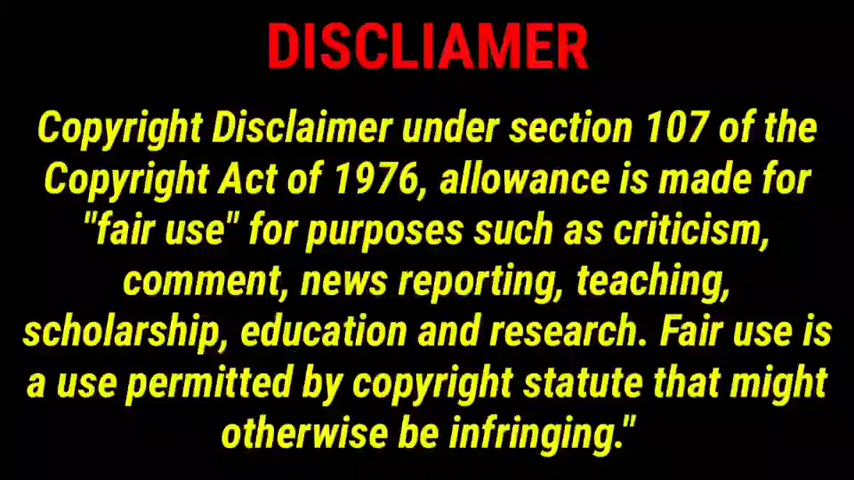 DISCLIAMER
Copyright Disclaimer under section 107 of the
Copyright Act of 1976, allowance is made for
"fair use" for purposes such as criticism,
comment, news reporting, teaching,
scholarship, education and research. Fair use is
a use permitted by copyright statute that might
otherwise be infringing."